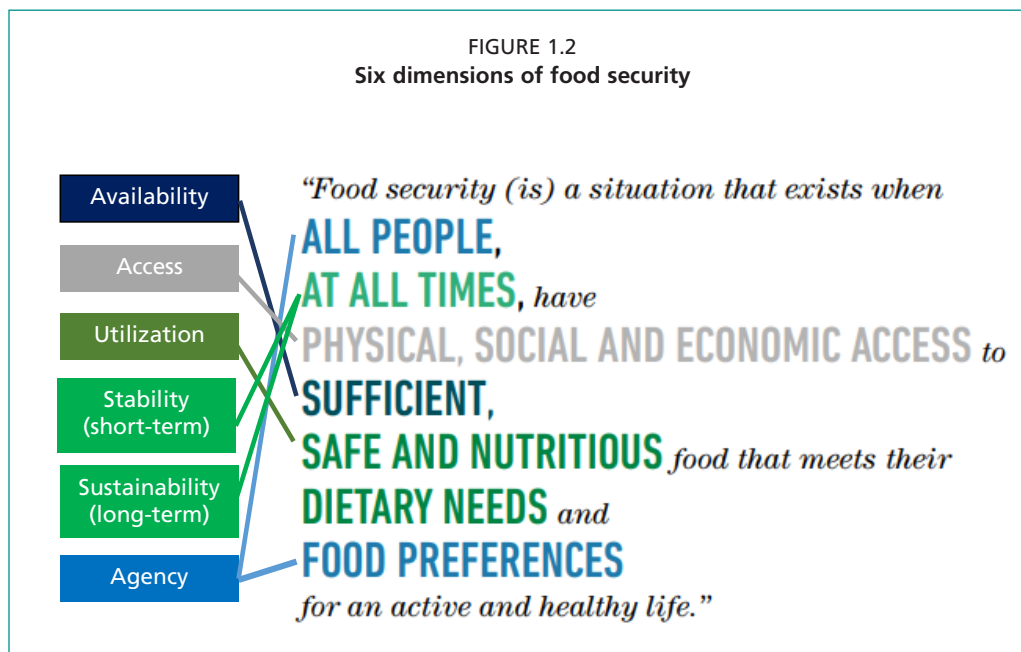 FIGURE 1.2
Six dimensions of food security
Availability
Access
Utilization
Stability
(short-term)
Sustainability
(long-term)
Agency
“Food security (is) a situation that exists when
ALL PEOPLE,
AT ALL TIMES, have
PHYSICAL, SOCIAL AND ECONOMIC ACCESS to
SUFFICIENT,
SAFE AND NUTRITIOUS food that meets their
DIETARY NEEDS and
FOOD PREFERENCES
for an active and healthy life.”